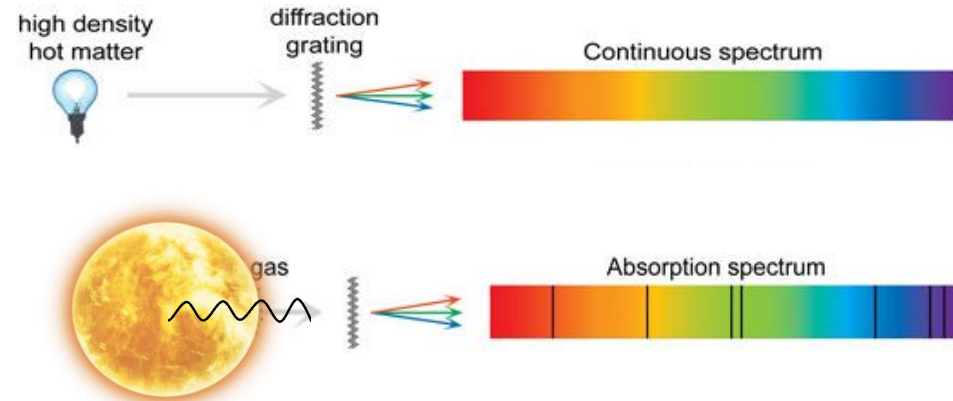 high density
hot matter
diffraction
grating
Continuous spectrum
gas
Absorption spectrum